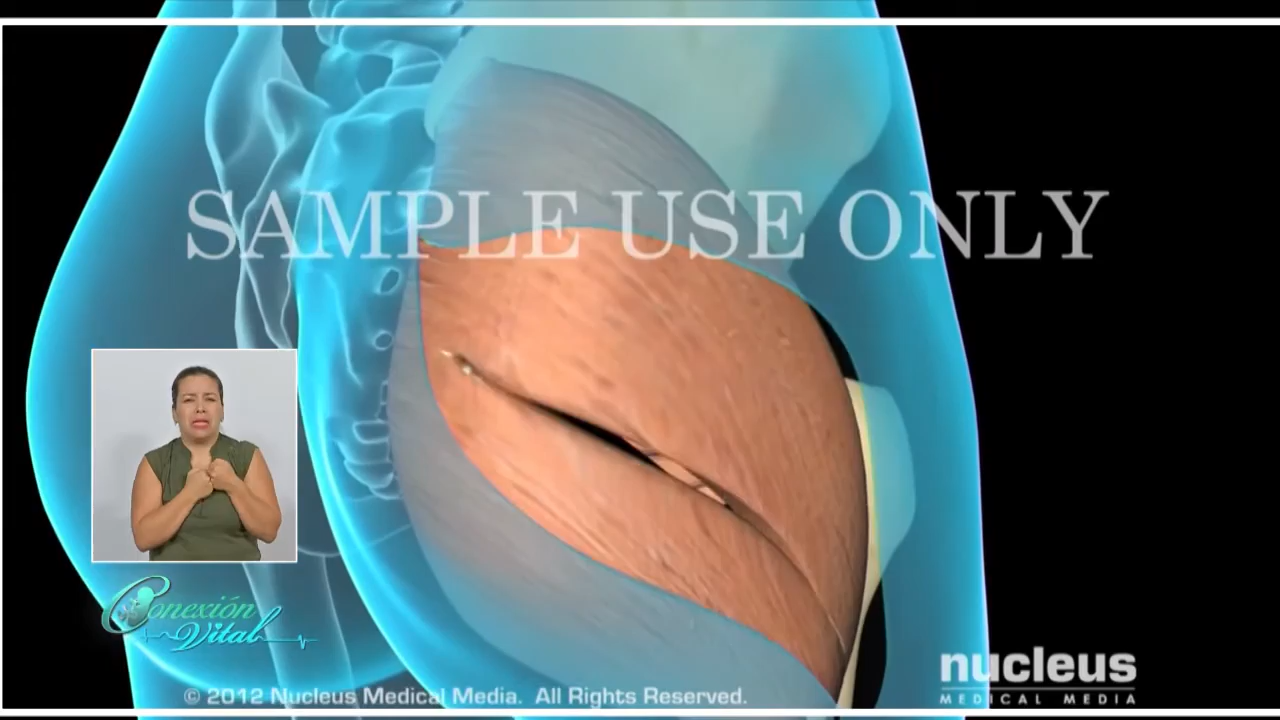 SAMPLE USE ONLY
Conexión
Vital
© 2012 Nucleus Medical Media. All Rights Reserved.
nucleus
MEDICAL MEDIA